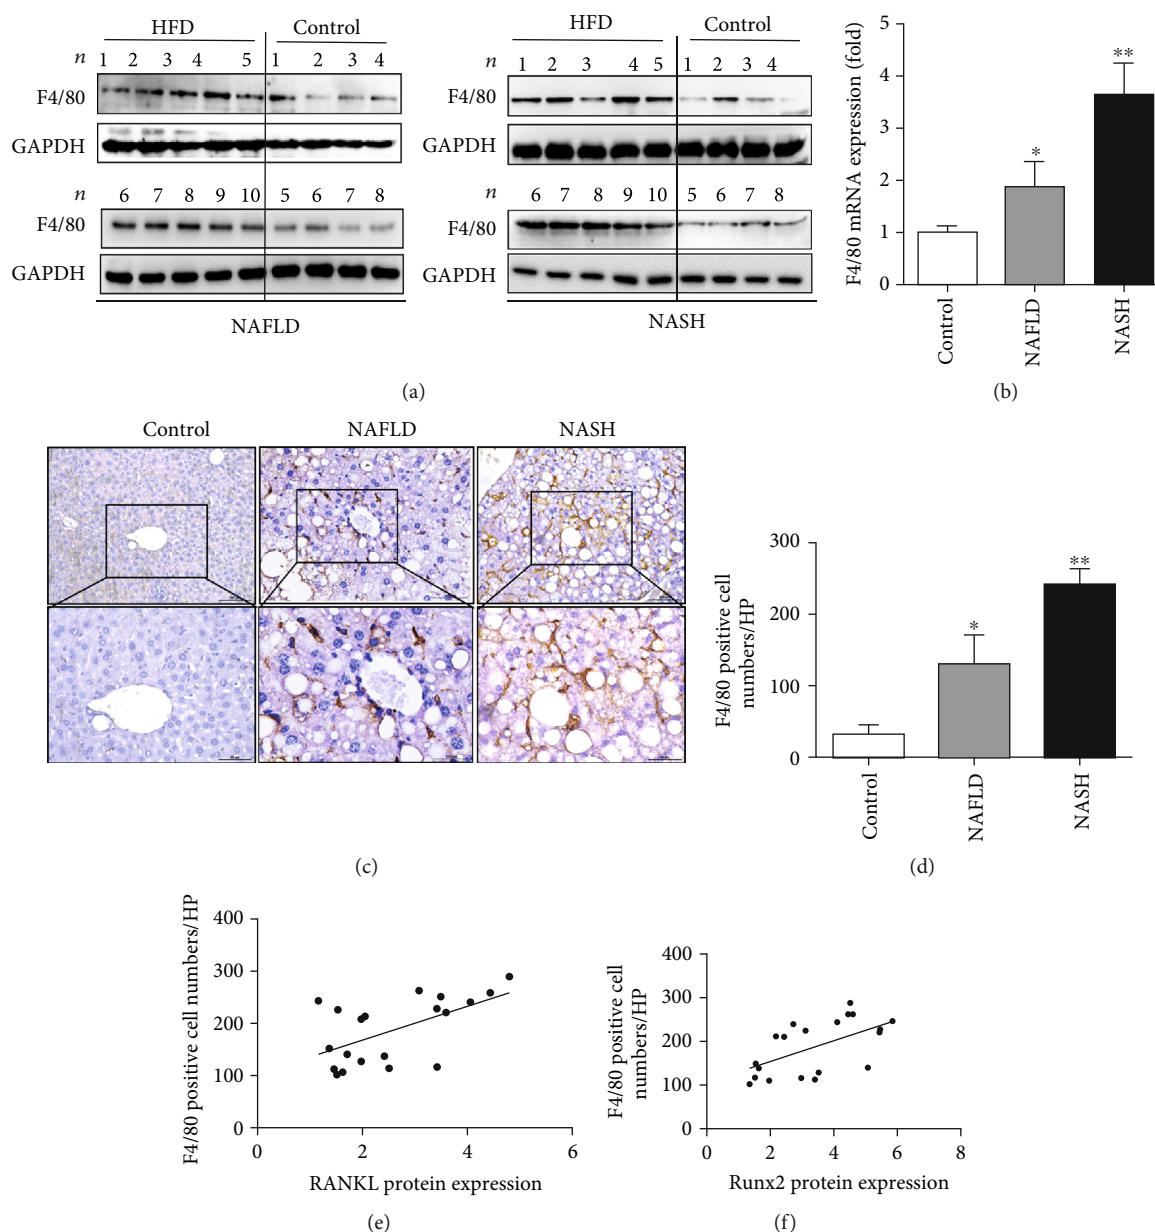 HFD Control
n 1 2 3 4 5 1 2 3 4
F4/80
GAPDH
n 6 7 8 9 10 5 6 7 8
F4/80
GAPDH
NAFLD
HFD Control
n 1 2 3 4 5 1 2 3 4
F4/80
GAPDH
n 6 7 8 9 10 5 6 7 8
F4/80
GAPDH
NASH
(a)
F4/80 mRNA expression (fold)
5
4
3
2
1
0
*
**
Control
NAFLD
NASH
(b)
Control NAFLD NASH
(c)
F4/80 positive cell
numbers/HP
300
200
100
0
*
**
Control
NAFLD
NASH
(d)
F4/80 positive cell numbers/HP
400
300
200
100
0
0 2 4 6
RANKL protein expression
(e)
F4/80 positive cell
numbers/HP
400
300
200
100
0
0 2 4 6 8
Runx2 protein expression
(f)